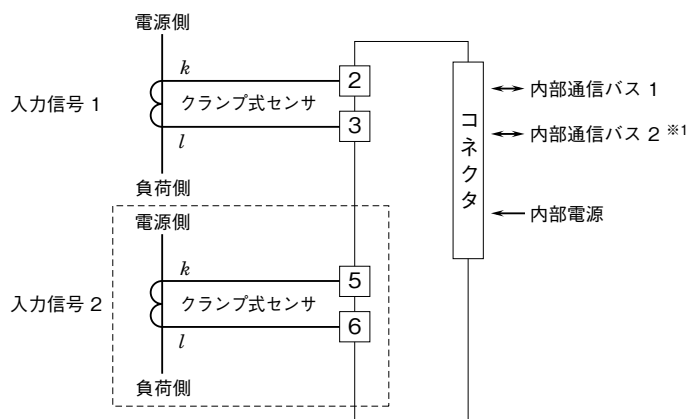 電源側
k
クランプ式センサ
l
負荷側
入力信号 1
2
3
電源側
k
クランプ式センサ
l
負荷側
入力信号 2
5
6
コネクタ
内部通信バス 1
内部通信バス 2 ※1
内部電源